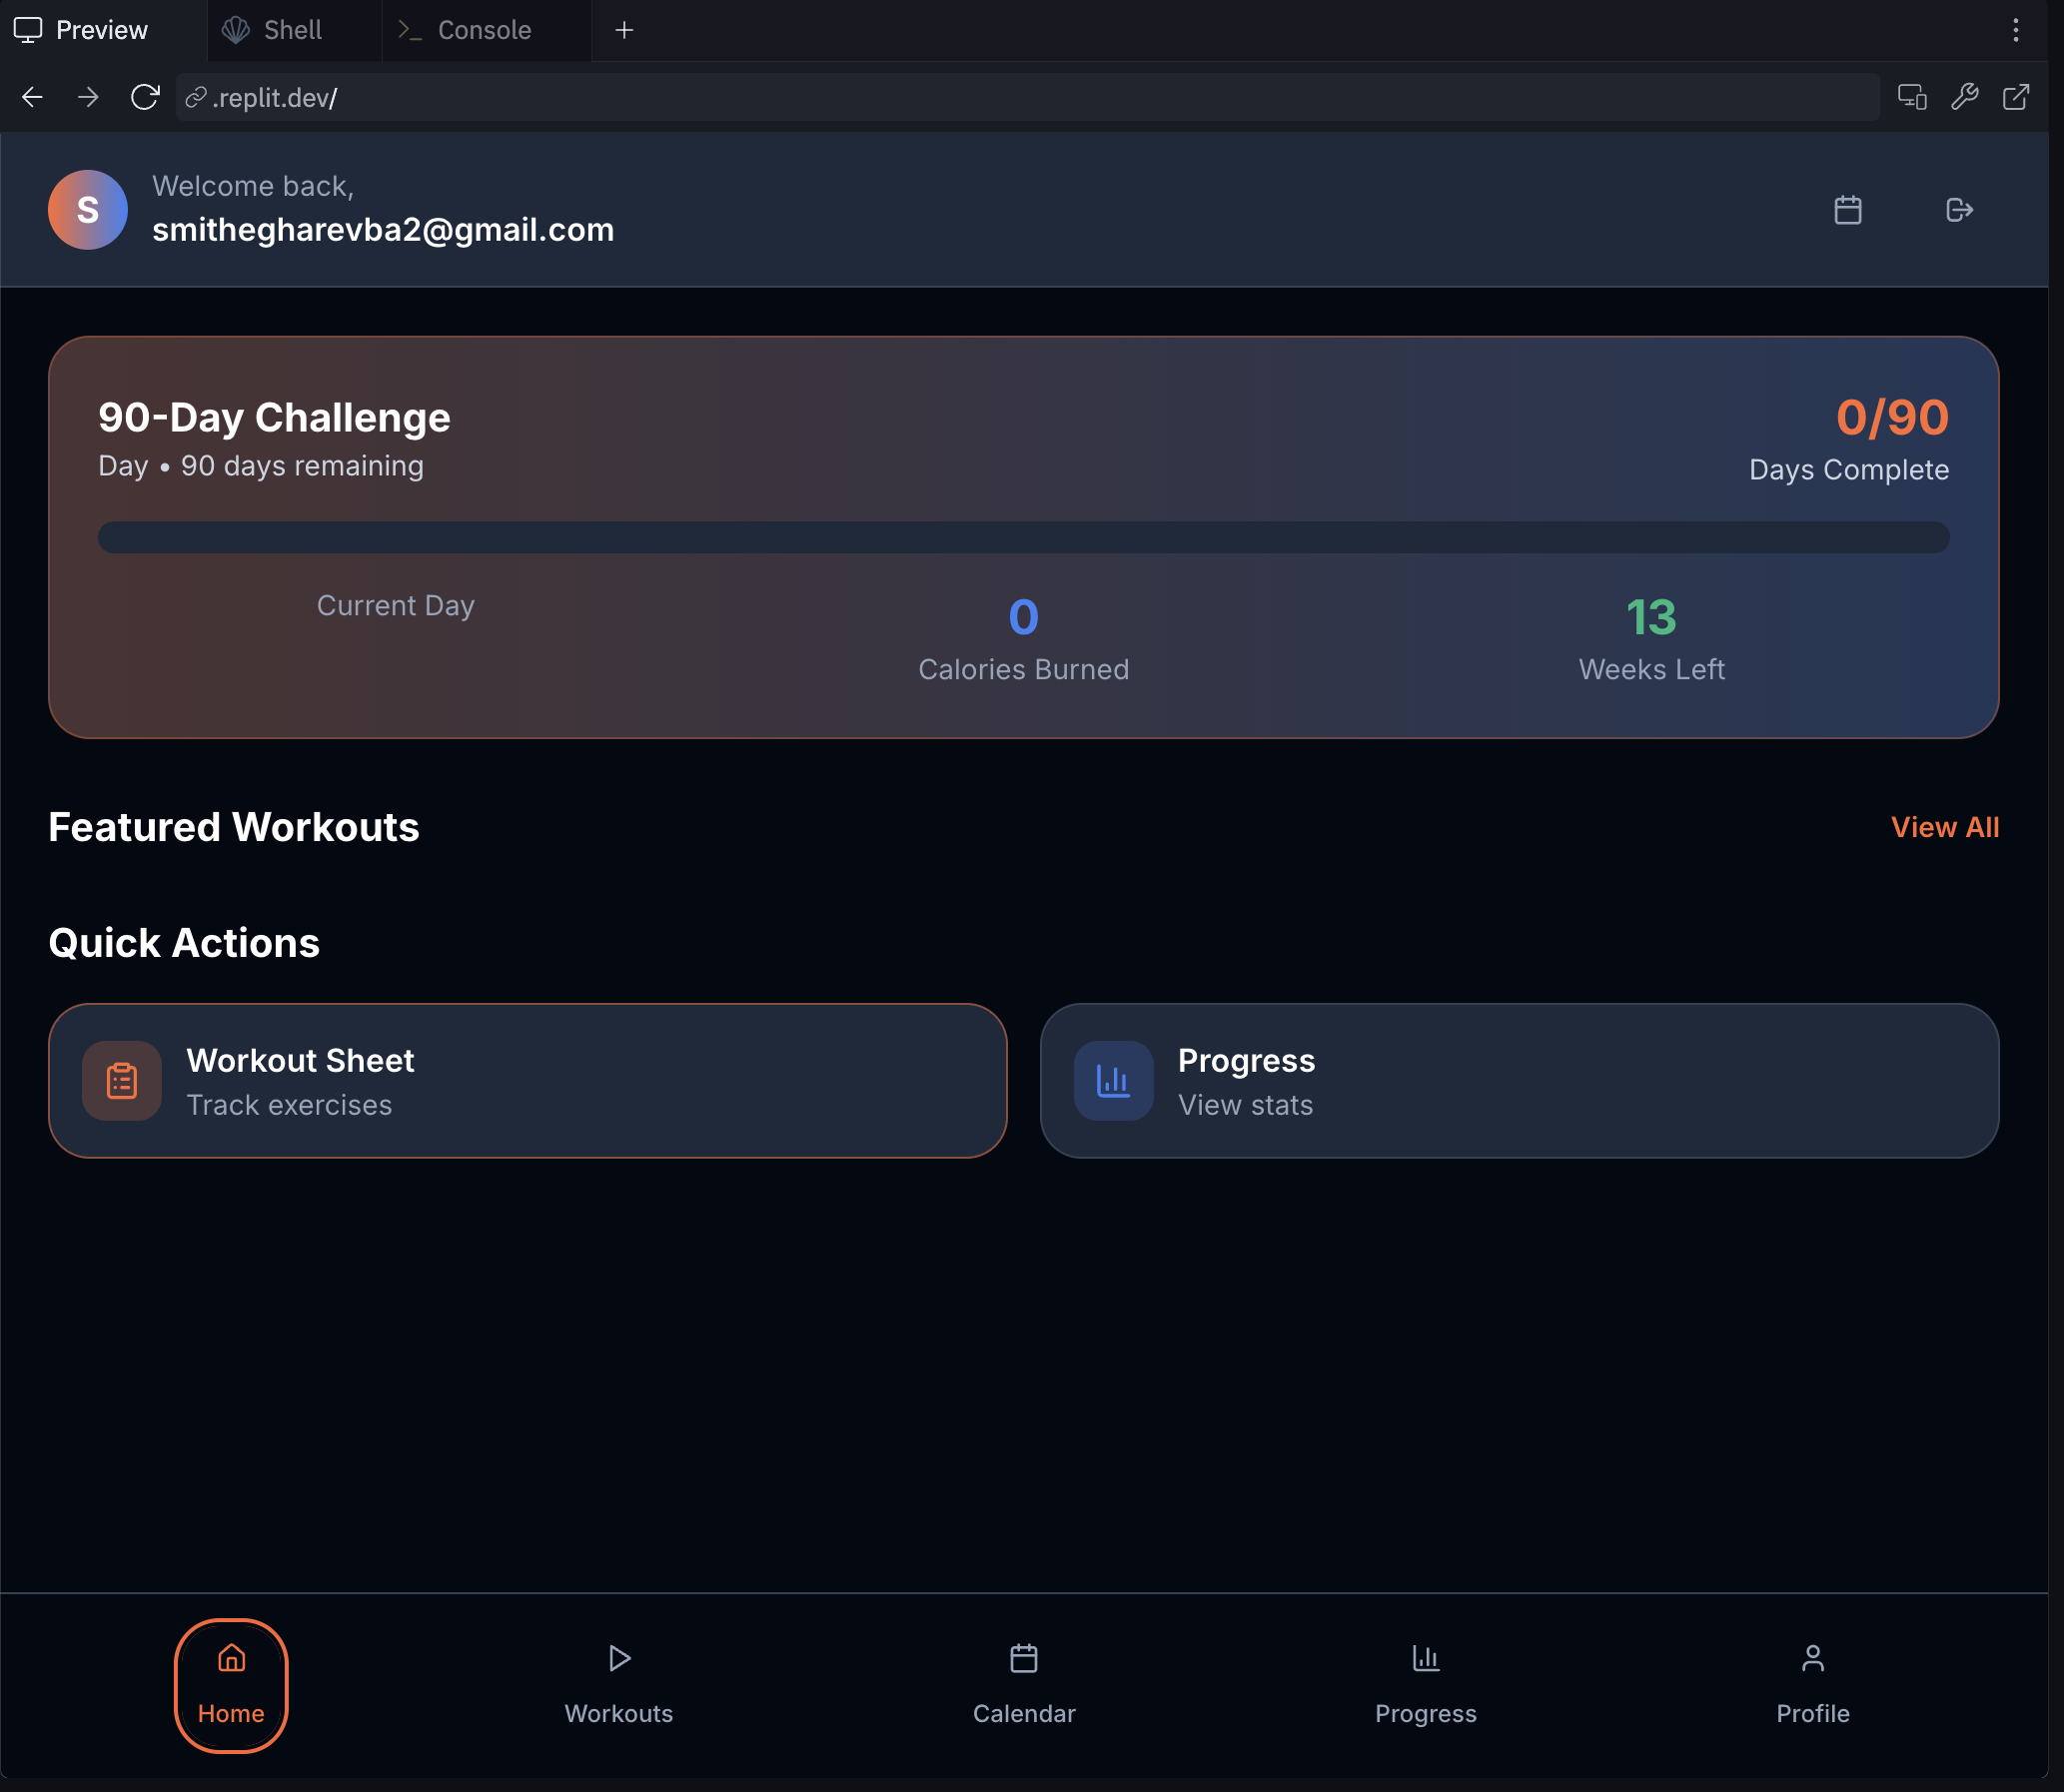 Preview
Shell
Console
.replit.dev/
S
Welcome back,
smithegharevba2@gmail.com
90-Day Challenge
Day • 90 days remaining
0/90
Days Complete
Current Day
0
Calories Burned
13
Weeks Left
Featured Workouts
View All
Quick Actions
Workout Sheet
Track exercises
Progress
View stats
Home
Workouts
Calendar
Progress
Profile